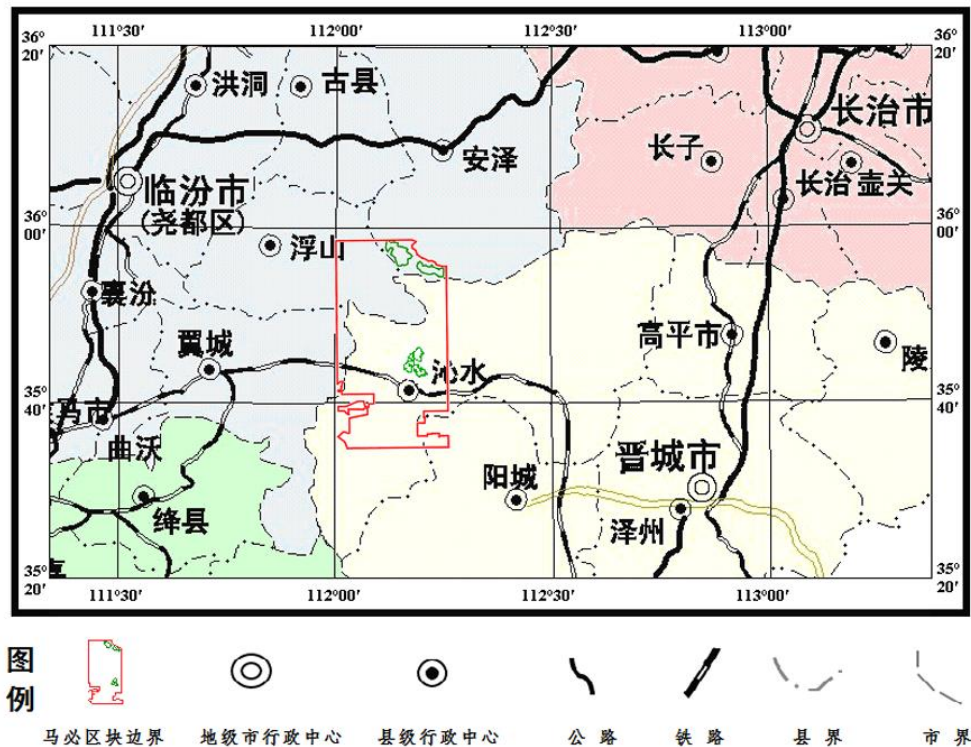 111°30′ 112°00′ 112°30′ 113°00′
36°
20′
36°
20′
洪洞
古县
安泽
长治市
长子
长治 壶关
临汾市
(尧都区)
36°
00′
36°
00′
浮山
襄汾
翼城
高平市
陵
沁水
35°
40′
35°
40′
马市
曲沃
晋城市
阳城
绛县
泽州
35°
20′
35°
20′
111°30′ 112°00′ 112°30′ 113°00′
图
例
马必区块边界 地级市行政中心 县级行政中心 公路 铁路 县界 市界